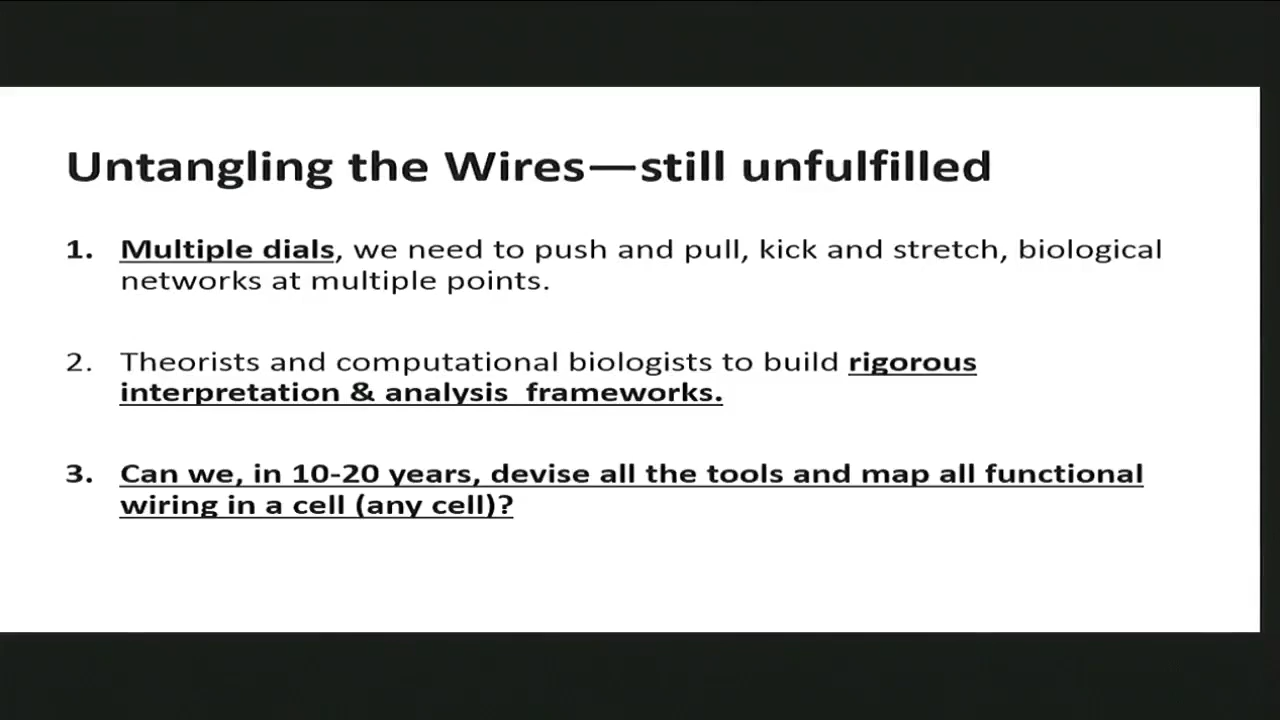 Untangling the Wires—still unfulfilled
1. Multiple dials, we need to push and pull, kick and stretch, biological
networks at multiple points.
2. Theorists and computational biologists to build rigorous
interpretation & analysis frameworks.
3. Can we, in 10-20 years, devise all the tools and map all functional
wiring in a cell (any cell)?